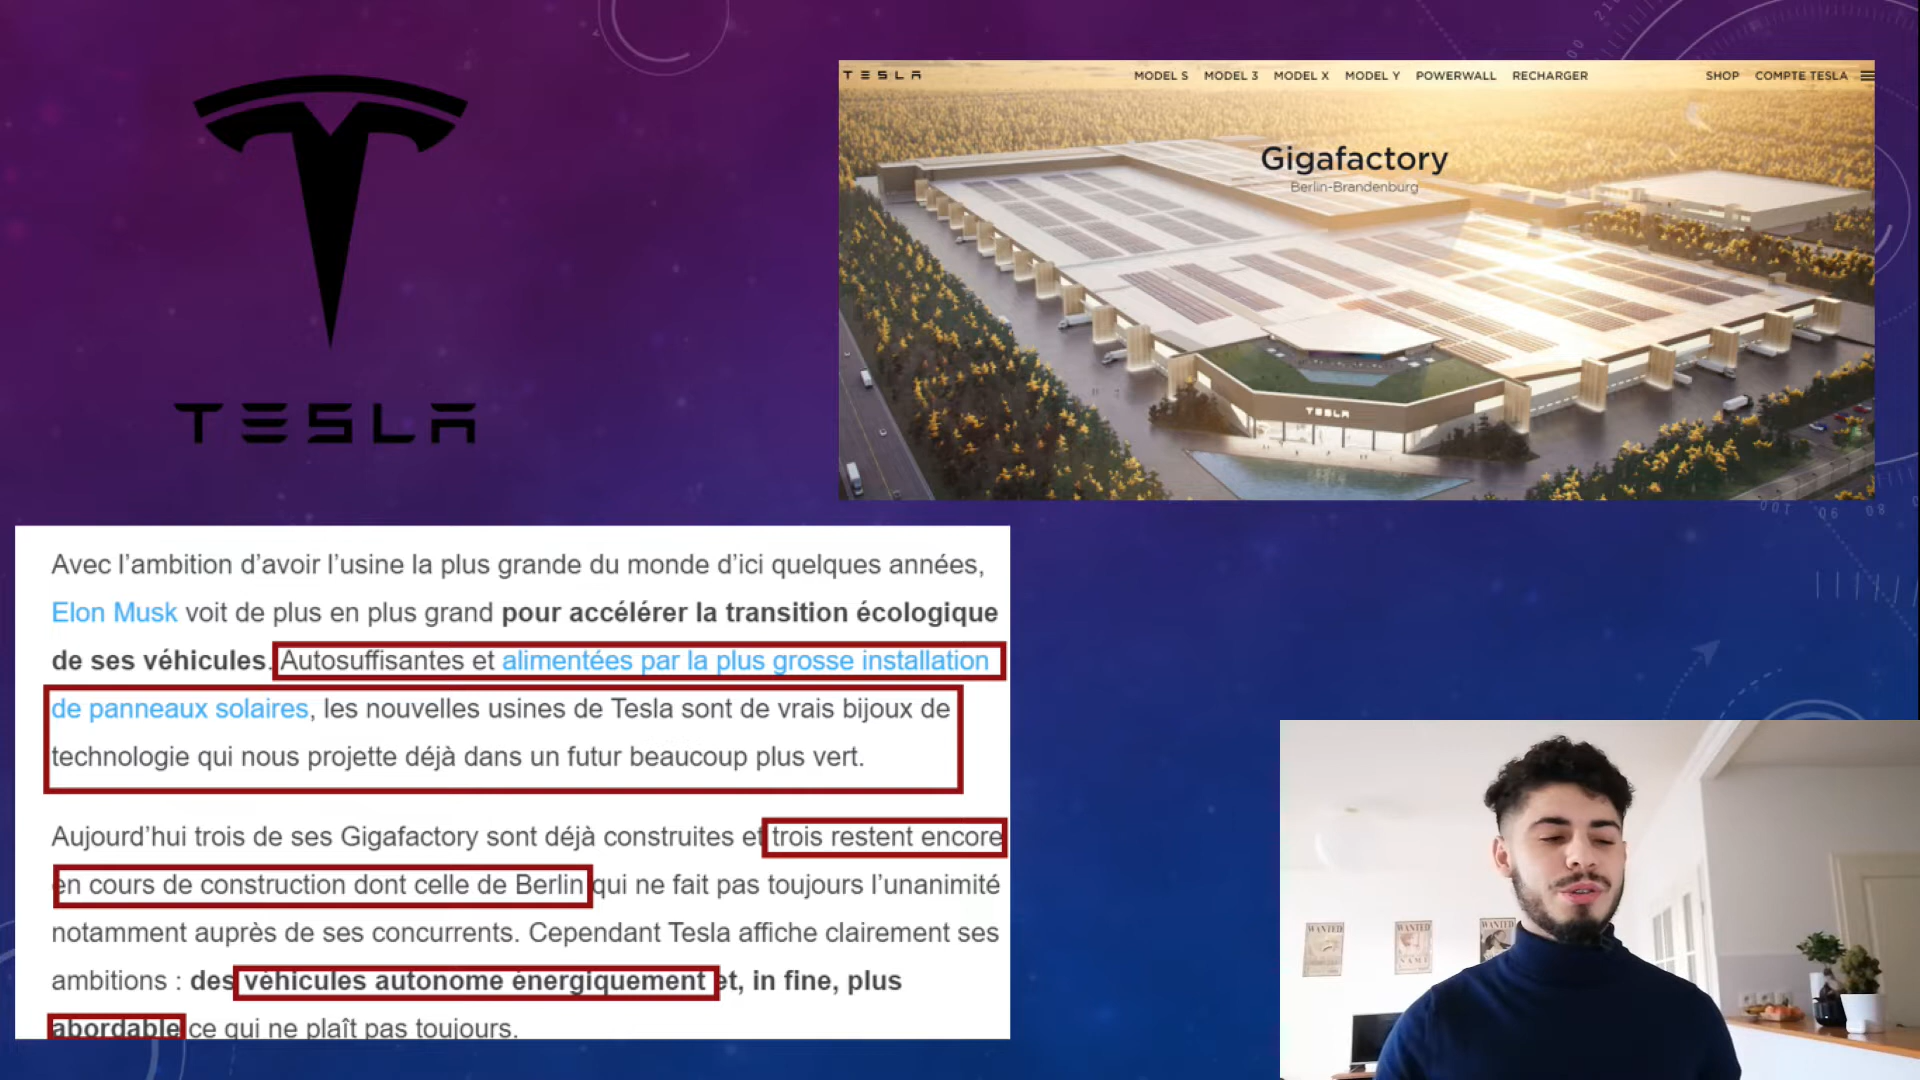 TESLA
TESLA
MODEL S MODEL 3 MODEL X MODEL Y POWERWALL RECHARGER
SHOP COMPTE TESLA
Gigafactory
Berlin-Brandenburg
TESLA
Avec l’ambition d’avoir l’usine la plus grande du monde d’ici quelques années,
Elon Musk voit de plus en plus grand pour accélérer la transition écologique
de ses véhicules. Autosuffisantes et alimentées par la plus grosse installation
de panneaux solaires, les nouvelles usines de Tesla sont de vrais bijoux de
technologie qui nous projette déjà dans un futur beaucoup plus vert.
Aujourd’hui trois de ses Gigafactory sont déjà construites et trois restent encore
en cours de construction dont celle de Berlin qui ne fait pas toujours l’unanimité
notamment auprès de ses concurrents. Cependant Tesla affiche clairement ses
ambitions : des véhicules autonome énergiquement et, in fine, plus
abordable ce qui ne plaît pas toujours.
WANTED
WANTED
WANTED
100 90 80